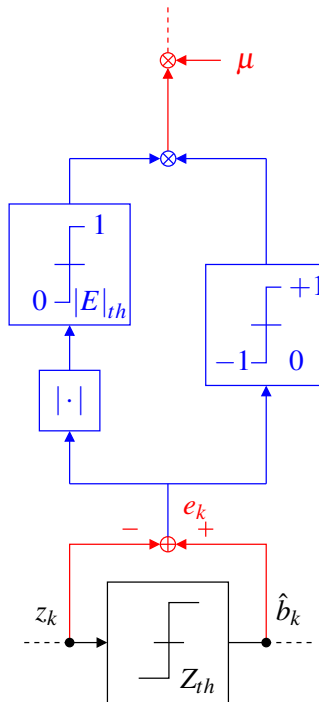 μ
1
0 |E|_th
+1
−1 0
|·|
e_k
− +
z_k b̂_k
Z_th